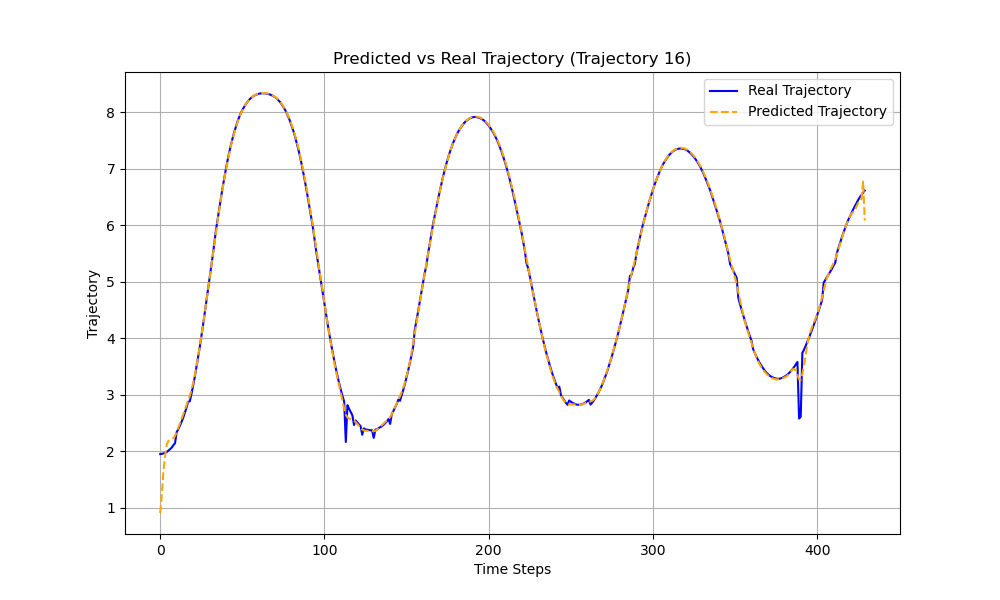 Predicted vs Real Trajectory (Trajectory 16)
Real Trajectory
Predicted Trajectory
Trajectory
8
7
6
5
4
3
2
1
0 100 200 300 400
Time Steps